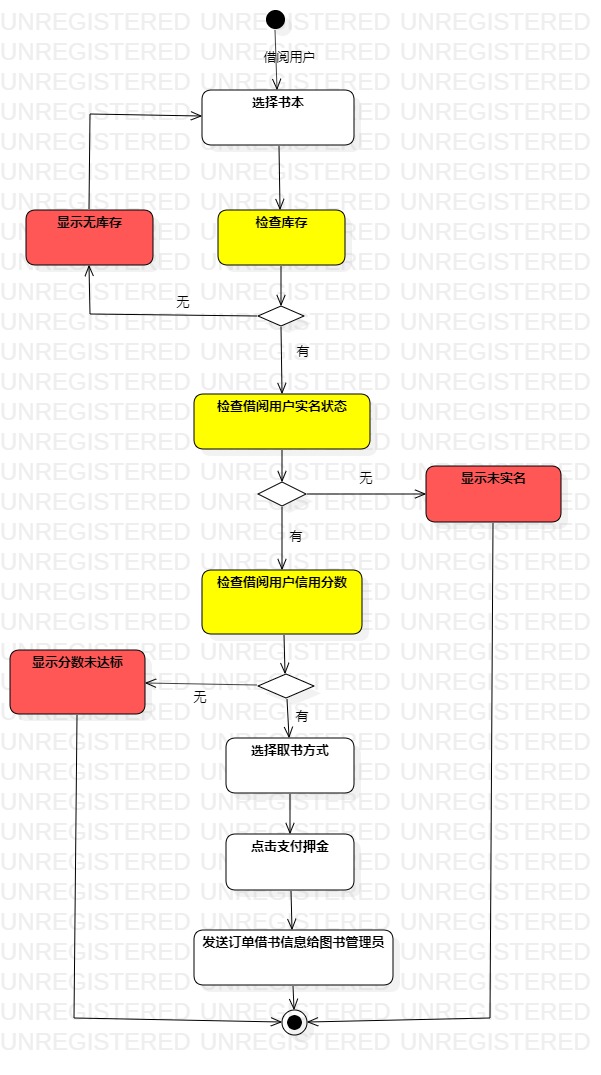 UNREGISTERED UNREGISTERED UNREGISTERED
借阅用户
选择书本
显示无库存
检查库存
无
有
检查借阅用户实名状态
无
显示未实名
有
检查借阅用户信用分数
显示分数未达标
无
有
选择取书方式
点击支付押金
发送订单借书信息给图书管理员